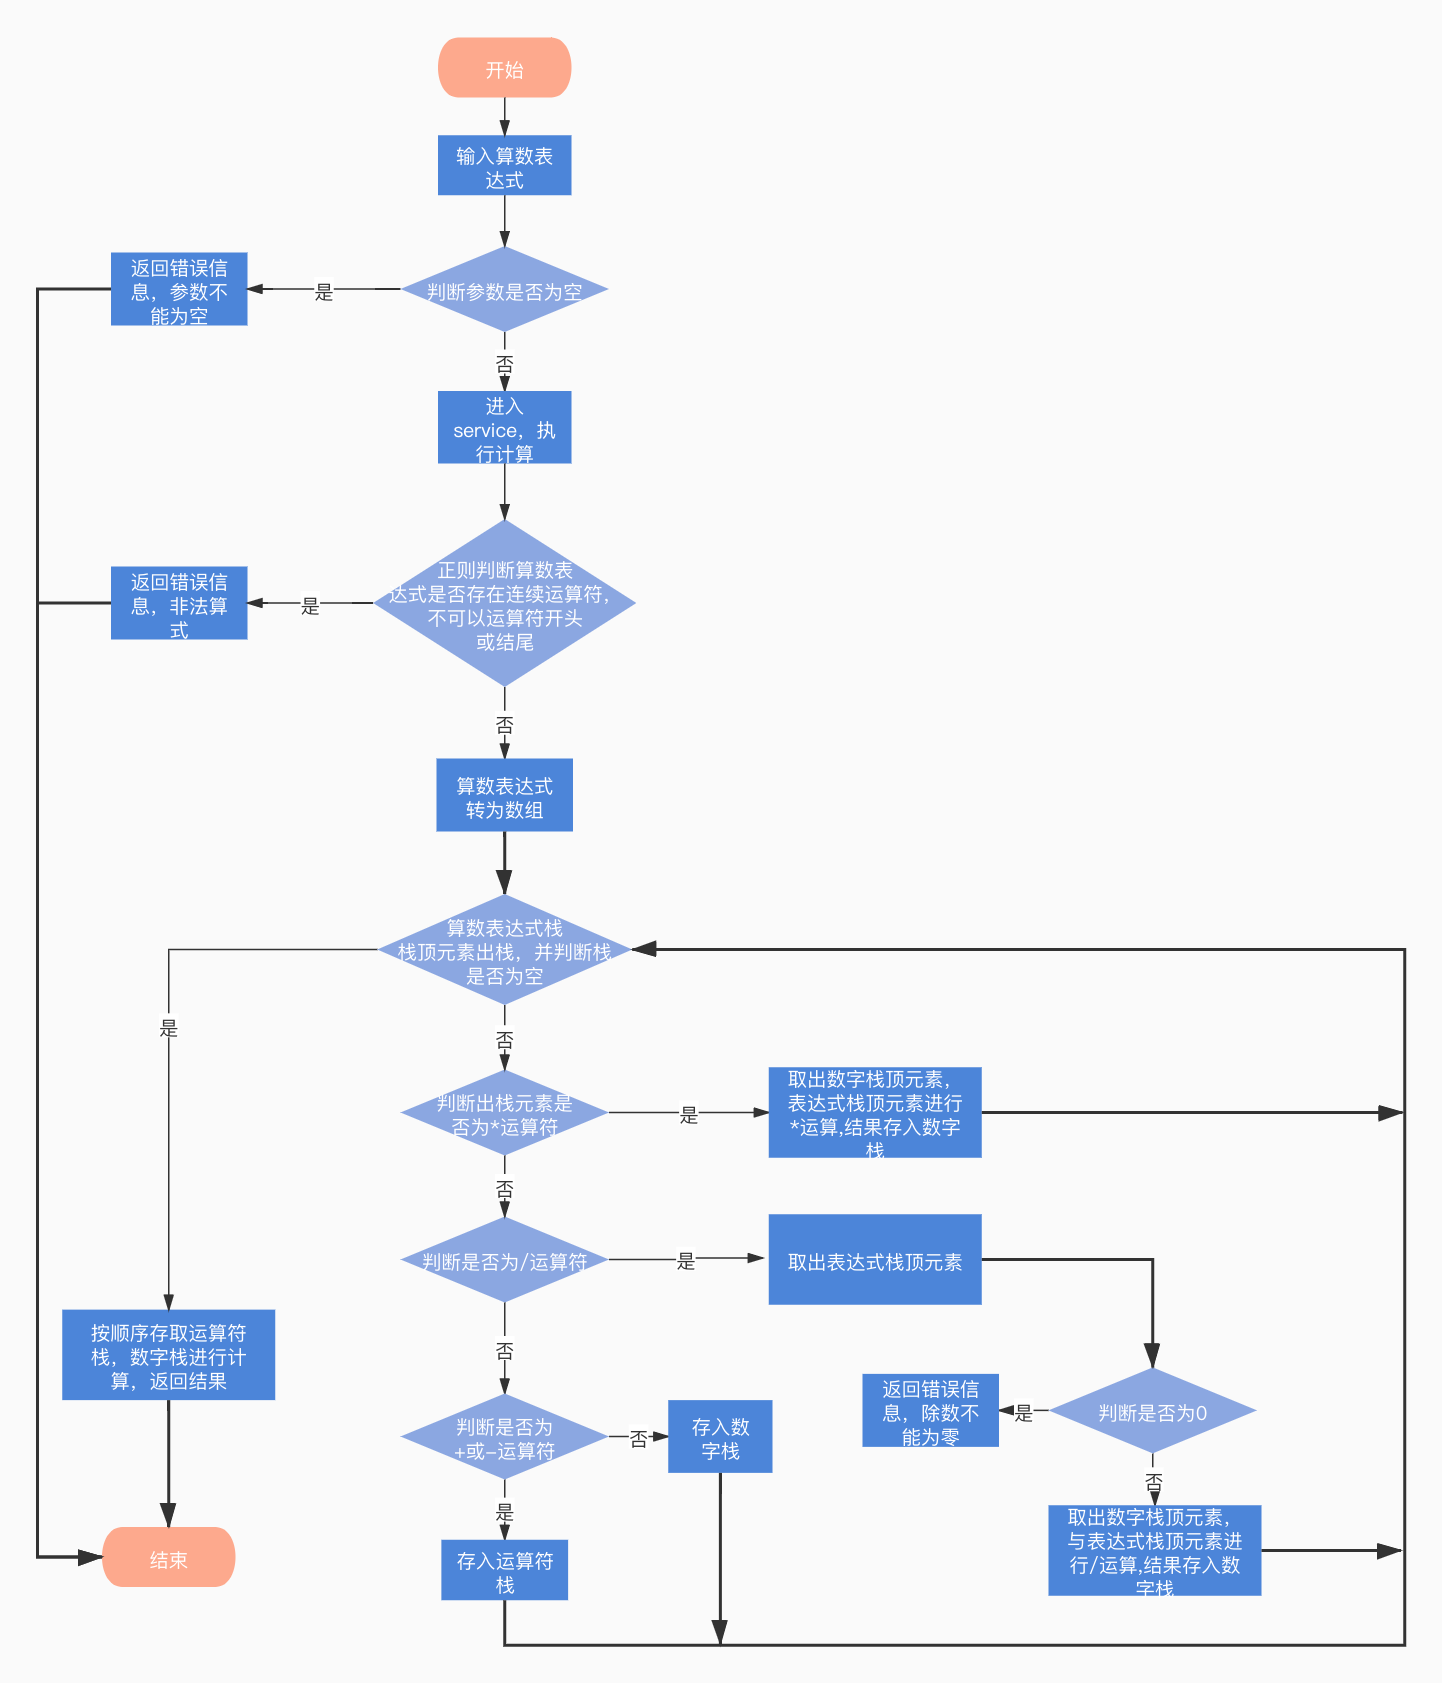 开始
输入算数表
达式
判断参数是否为空
是
返回错误信
息，参数不
能为空
否
进入
service，执
行计算
正则判断算数表
达式是否存在连续运算符，
不可以运算符开头
或结尾
是
返回错误信
息，非法算
式
否
算数表达式
转为数组
算数表达式栈
栈顶元素出栈，并判断栈
是否为空
是
否
判断出栈元素是
否为*运算符
是
取出数字栈顶元素，
表达式栈顶元素进行
*运算,结果存入数字
栈
否
判断是否为/运算符
是
取出表达式栈顶元素
否
按顺序存取运算符
栈，数字栈进行计
算，返回结果
判断是否为
+或-运算符
否
存入数
字栈
返回错误信
息，除数不
能为零
是
判断是否为0
否
是
存入运算符
栈
取出数字栈顶元素，
与表达式栈顶元素进
行/运算,结果存入数
字栈
结束